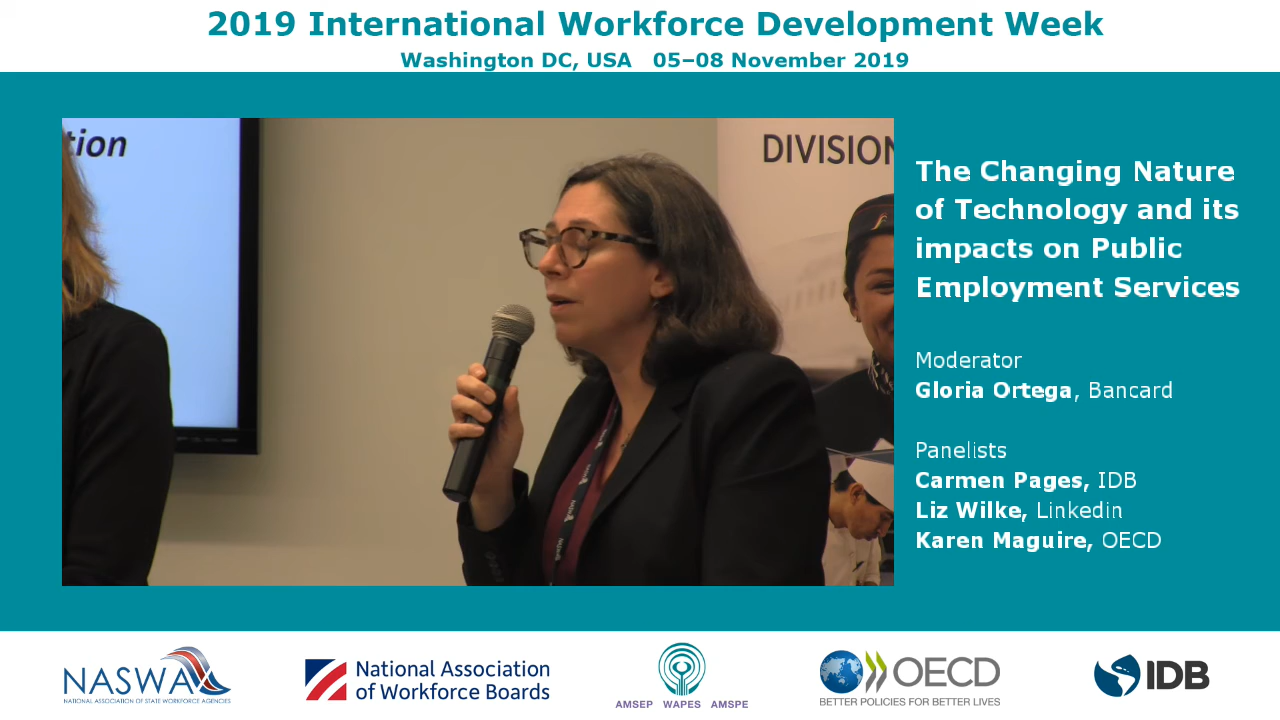 2019 International Workforce Development Week
Washington DC, USA 05–08 November 2019
tion
DIVISION
The Changing Nature
of Technology and its
impacts on Public
Employment Services
Moderator
Gloria Ortega, Bancard
Panelists
Carmen Pages, IDB
Liz Wilke, Linkedin
Karen Maguire, OECD
NASWA
NATIONAL ASSOCIATION OF STATE WORKFORCE AGENCIES
National Association
of Workforce Boards
AMSEP WAPES AMSPE
OECD
BETTER POLICIES FOR BETTER LIVES
IDB